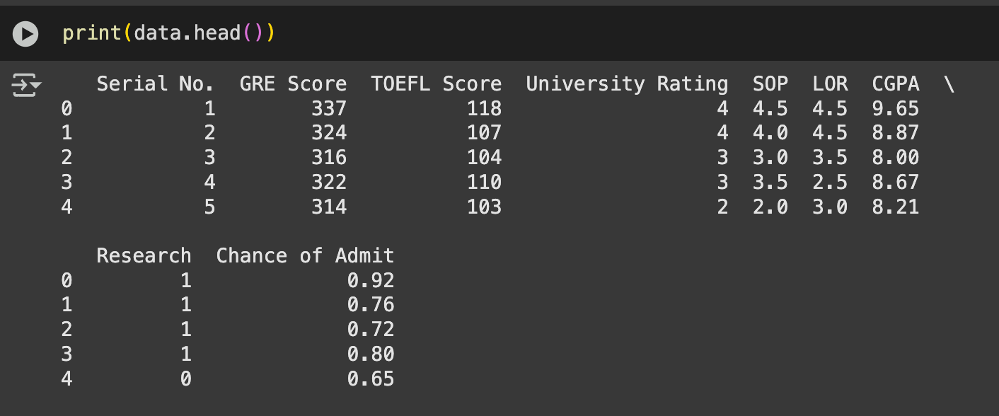 print(data.head())
   Serial No.  GRE Score  TOEFL Score  University Rating  SOP  LOR  CGPA  \
0           1        337          118                  4  4.5  4.5  9.65
1           2        324          107                  4  4.0  4.5  8.87
2           3        316          104                  3  3.0  3.5  8.00
3           4        322          110                  3  3.5  2.5  8.67
4           5        314          103                  2  2.0  3.0  8.21

   Research  Chance of Admit
0         1             0.92
1         1             0.76
2         1             0.72
3         1             0.80
4         0             0.65